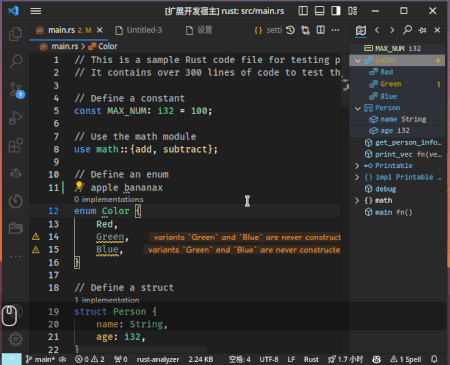 [扩展开发宿主] rust: src/main.rs
main.rs 2, M
Untitled-3
设置
setti
main.rs > Color
1 // This is a sample Rust code file for testing p
2 // It contains over 300 lines of code to test th
3
4 // Define a constant
5 const MAX_NUM: i32 = 100;
6
7 // Use the math module
8 use math::{add, subtract};
9
10 // Define an enum
11 / apple bananax
0 implementations
12 enum Color {
13 Red,
14 Green, variants `Green` and `Blue` are never construct
15 Blue, variants `Green` and `Blue` are never constructe
16 }
17
18 // Define a struct
1 implementation
19 struct Person {
20 name: String,
21 age: i32,
22 }
MAX_NUM i32
Color 2
Red
Green 1
Blue
Person
name String
age i32
get_person_info…
print_vec fn(ve…
Printable
impl Printable …
debug
{} math
main fn()
main*
0 2
0
rust-analyzer
2.24 KB
空格: 4
UTF-8
LF
Rust
1.7 小时
1 Spell